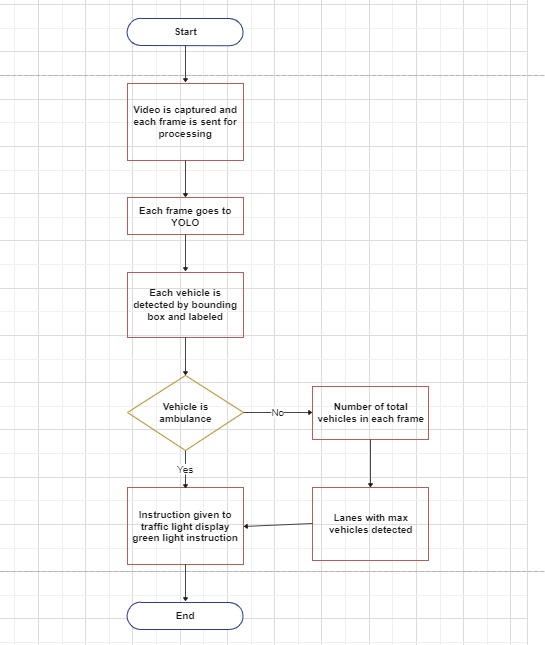 Start
Video is captured and
each frame is sent for
processing
Each frame goes to
YOLO
Each vehicle is
detected by bounding
box and labeled
Vehicle is
ambulance
No
Number of total
vehicles in each frame
Yes
Instruction given to
traffic light display
green light instruction
Lanes with max
vehicles detected
End